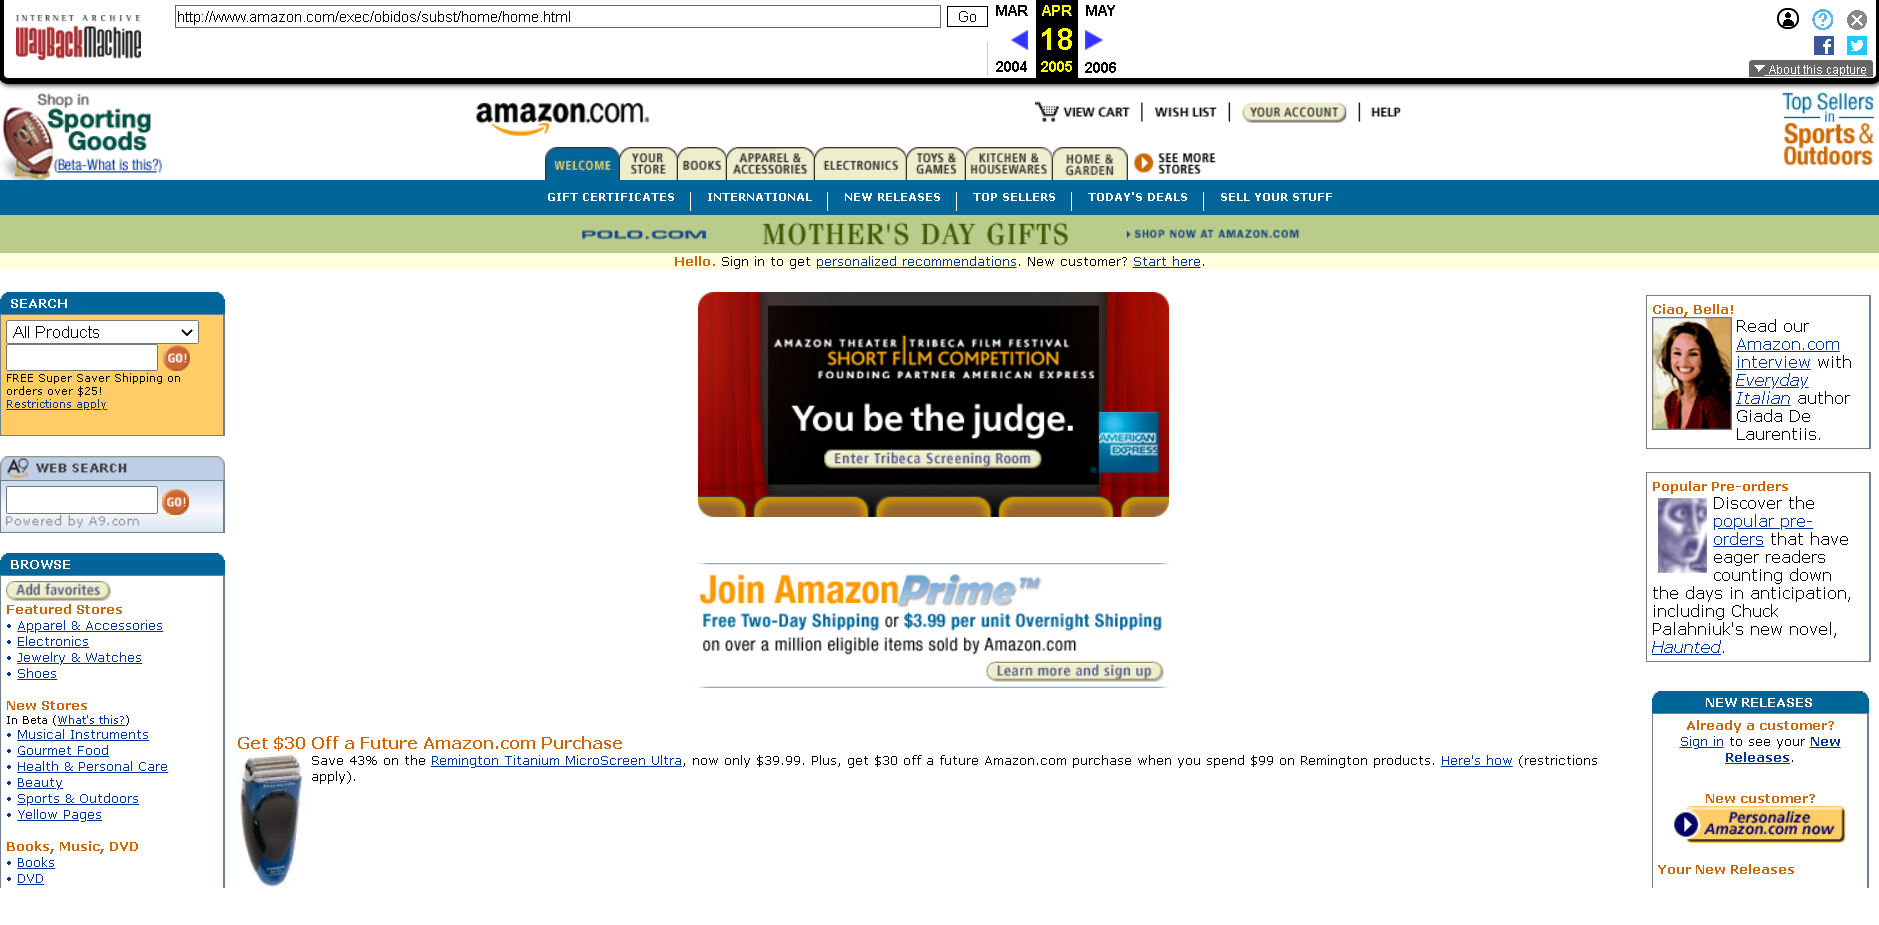 INTERNET ARCHIVE
WayBackMachine
http://www.amazon.com/exec/obidos/subst/home/home.html
Go
MAR APR MAY
18
2004 2005 2006
About this capture
Shop in
Sporting
Goods
(Beta-What is this?)
amazon.com.
VIEW CART WISH LIST YOUR ACCOUNT HELP
Top Sellers
in
Sports &
Outdoors
WELCOME
YOUR
STORE
BOOKS
APPAREL &
ACCESSORIES
ELECTRONICS
TOYS &
GAMES
KITCHEN &
HOUSEWARES
HOME &
GARDEN
SEE MORE
STORES
GIFT CERTIFICATES INTERNATIONAL NEW RELEASES TOP SELLERS TODAY'S DEALS SELL YOUR STUFF
POLO.COM MOTHER'S DAY GIFTS SHOP NOW AT AMAZON.COM
Hello. Sign in to get personalized recommendations. New customer? Start here.
SEARCH
All Products
GO!
FREE Super Saver Shipping on
orders over $25!
Restrictions apply
A9 WEB SEARCH
GO!
Powered by A9.com
BROWSE
Add favorites
Featured Stores
• Apparel & Accessories
• Electronics
• Jewelry & Watches
• Shoes
New Stores
In Beta (What's this?)
• Musical Instruments
• Gourmet Food
• Health & Personal Care
• Beauty
• Sports & Outdoors
• Yellow Pages
Books, Music, DVD
• Books
• DVD
AMAZON THEATER TRIBECA FILM FESTIVAL
SHORT FILM COMPETITION
FOUNDING PARTNER AMERICAN EXPRESS
You be the judge.
AMERICAN
EXPRESS
Enter Tribeca Screening Room
Join Amazon Prime™
Free Two-Day Shipping or $3.99 per unit Overnight Shipping
on over a million eligible items sold by Amazon.com
Learn more and sign up
Get $30 Off a Future Amazon.com Purchase
Save 43% on the Remington Titanium MicroScreen Ultra, now only $39.99. Plus, get $30 off a future Amazon.com purchase when you spend $99 on Remington products. Here's how (restrictions
apply).
Ciao, Bella!
Read our
Amazon.com
interview with
Everyday
Italian author
Giada De
Laurentiis.
Popular Pre-orders
Discover the
popular pre-
orders that have
eager readers
counting down
the days in anticipation,
including Chuck
Palahniuk's new novel,
Haunted.
NEW RELEASES
Already a customer?
Sign in to see your New
Releases.
New customer?
Personalize
Amazon.com now
Your New Releases